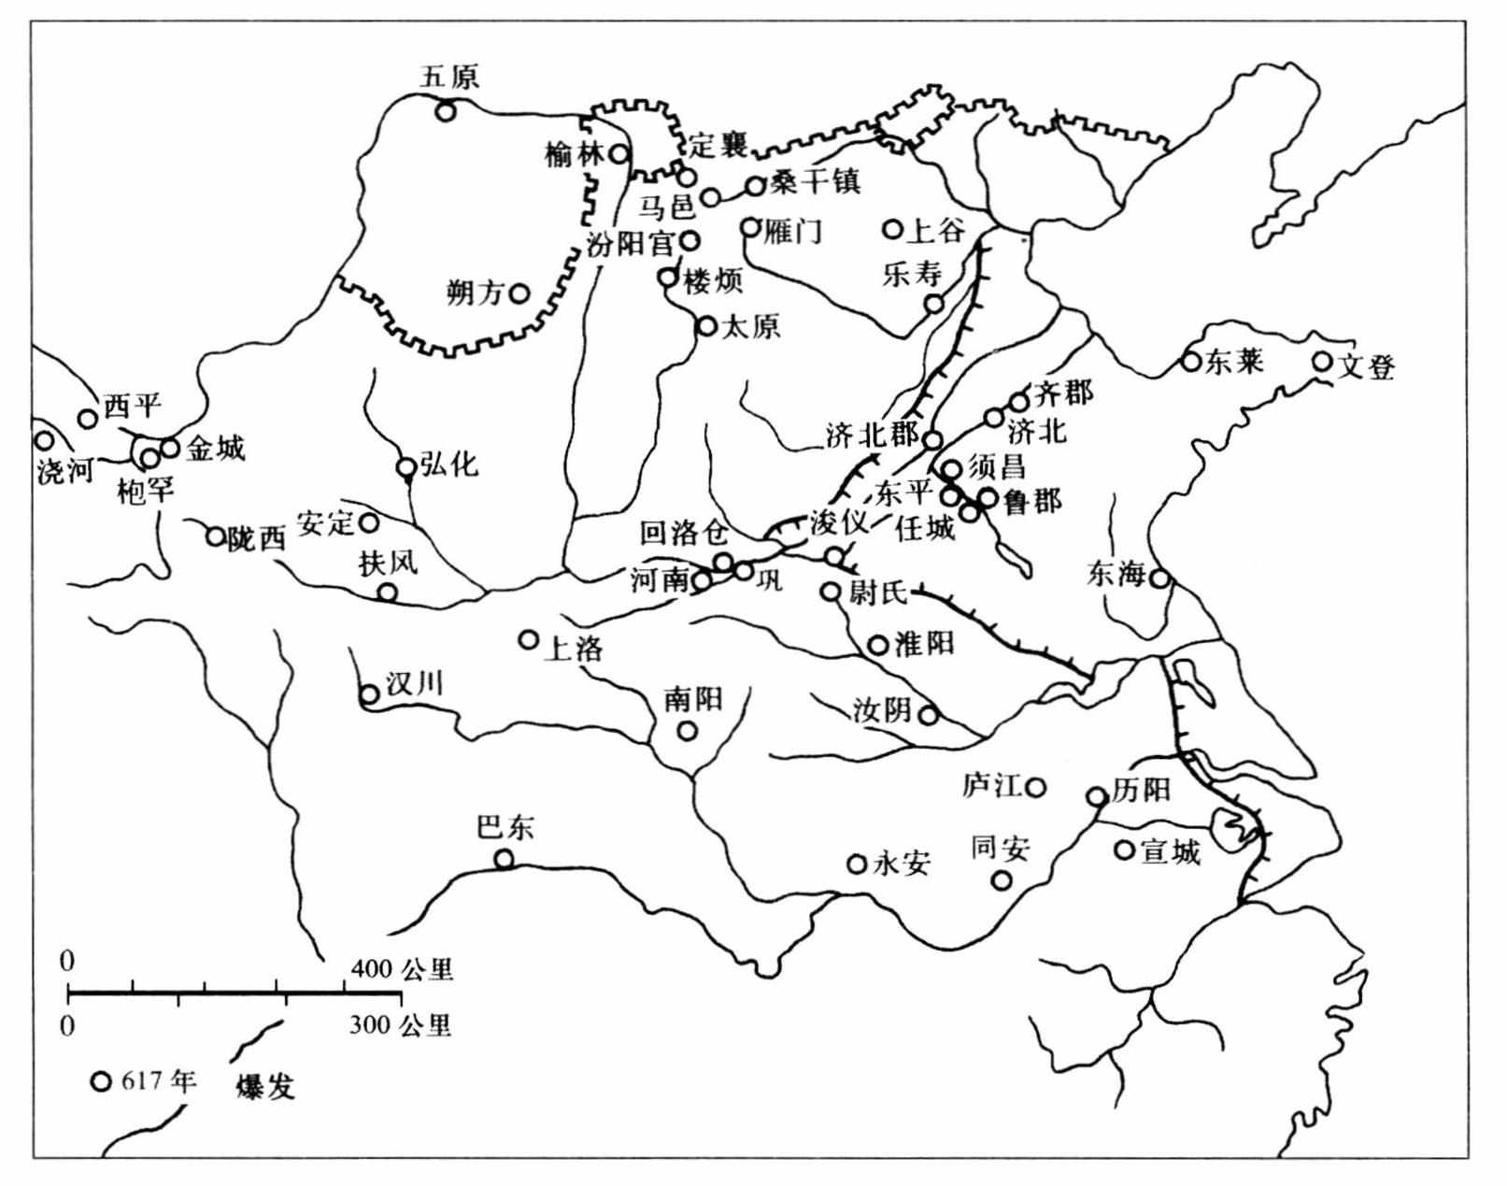 五原
榆林
定襄
桑干镇
马邑
汾阳宫
雁门
上谷
朔方
楼烦
乐寿
太原
东莱
文登
西平
齐郡
济北郡
济北
金城
浇河
枹罕
弘化
须昌
东平
鲁郡
陇西
安定
回洛仓
浚仪
任城
扶风
河南
巩
尉氏
东海
上洛
淮阳
汉川
南阳
汝阴
庐江
历阳
巴东
永安
同安
宣城
0
400 公里
0
300 公里
617 年
爆发